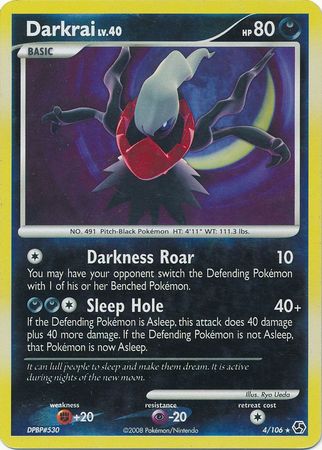 Darkrai LV.40 HP 80
BASIC
NO. 491 Pitch-Black Pokémon HT: 4'11" WT: 111.3 lbs.
Darkness Roar 10
You may have your opponent switch the Defending Pokémon
with 1 of his or her Benched Pokémon.
Sleep Hole 40+
If the Defending Pokémon is Asleep, this attack does 40 damage
plus 40 more damage. If the Defending Pokémon is not Asleep,
that Pokémon is now Asleep.
It can lull people to sleep and make them dream. It is active
during nights of the new moon.
Illus. Ryo Ueda
weakness resistance retreat cost
+20 -20
DPBP#530 ©2008 Pokémon/Nintendo 4/106 ★